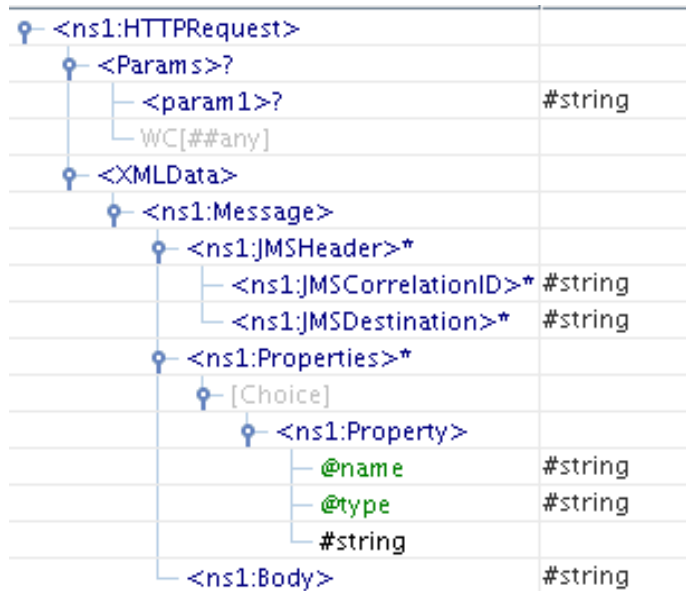 <ns1:HTTPRequest>
<Params>?
<param1>? #string
WC[##any]
<XMLData>
<ns1:Message>
<ns1:JMSHeader>*
<ns1:JMSCorrelationID>* #string
<ns1:JMSDestination>* #string
<ns1:Properties>*
[Choice]
<ns1:Property>
@name #string
@type #string
#string
<ns1:Body> #string